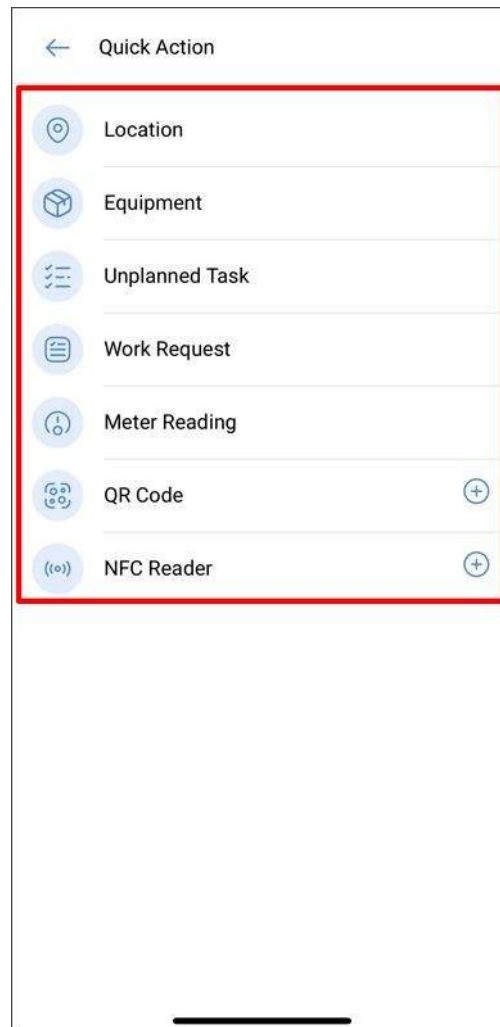 Quick Action
Location
Equipment
Unplanned Task
Work Request
Meter Reading
QR Code
NFC Reader